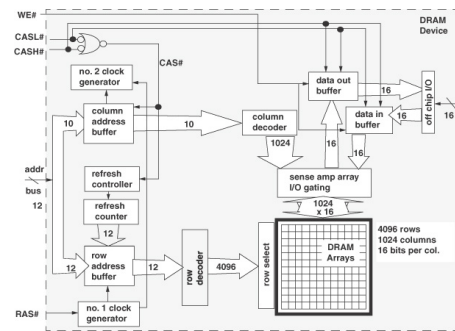 WE#
DRAM
Device
CASL#
CASH#
CAS#
no. 2 clock
generator
data out
buffer
16
off chip I/O
16
data in
buffer
16
column
address
buffer
10
10
column
decoder
1024
16
16
addr
bus
12
refresh
controller
refresh
counter
sense amp array
I/O gating
12
1024
x 16
12
row
address
buffer
12
row
decoder
4096
row select
DRAM
Arrays
4096 rows
1024 columns
16 bits per col.
RAS#
no. 1 clock
generator